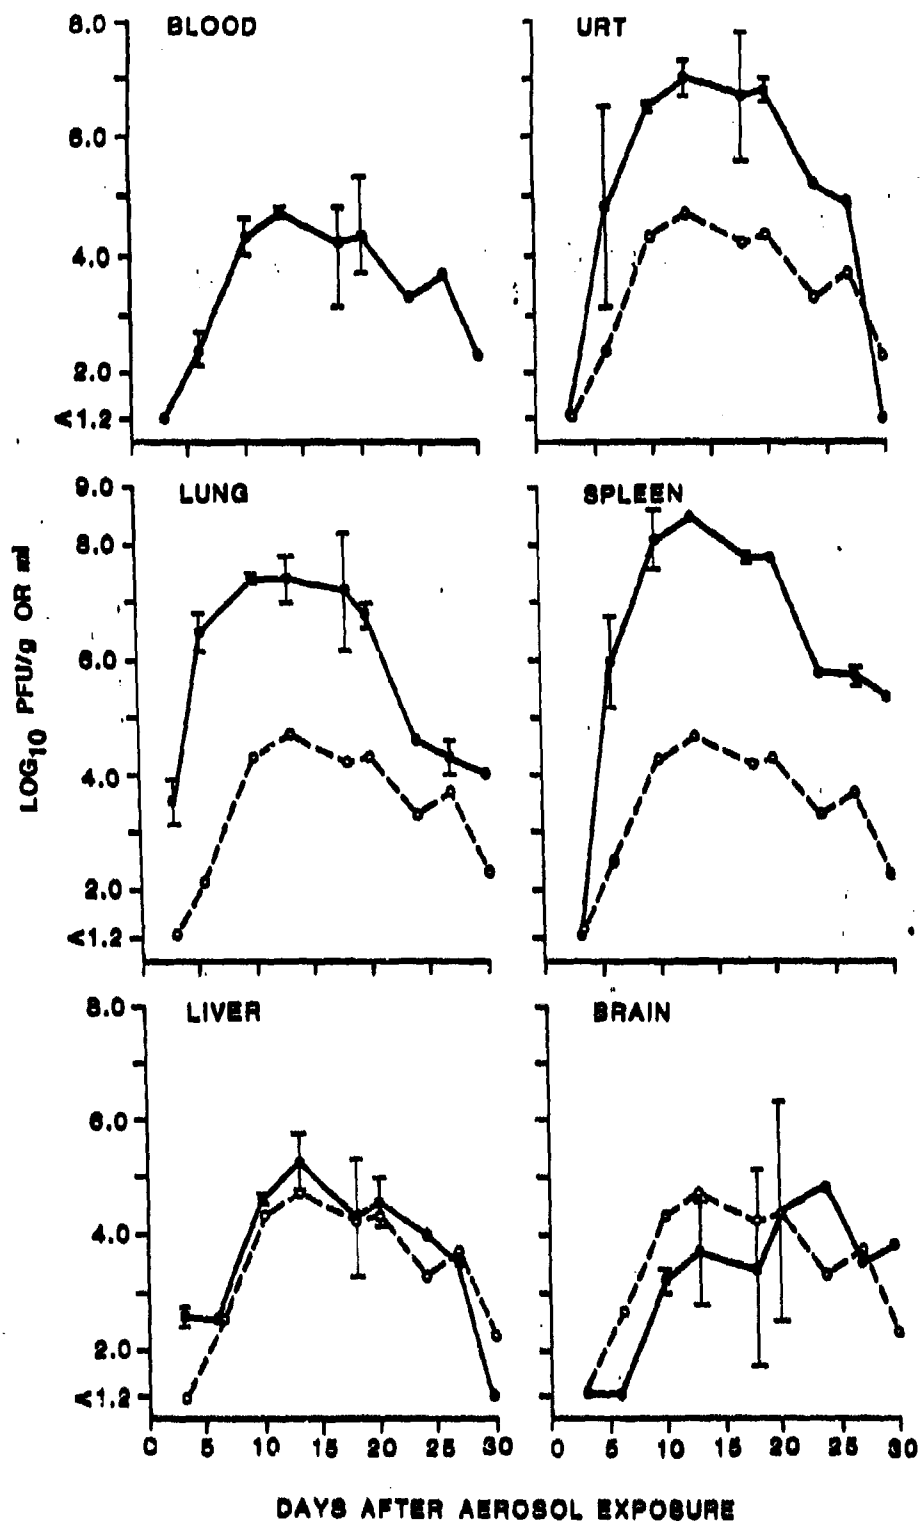 BLOOD
8.0
6.0
4.0
2.0
<1.2
URT
LUNG
9.0
8.0
6.0
4.0
2.0
<1.2
SPLEEN
LOG10 PFU/g OR ml
LIVER
8.0
6.0
4.0
2.0
<1.2
BRAIN
0 5 10 15 20 25 30
0 5 10 15 20 25 30
DAYS AFTER AEROSOL EXPOSURE